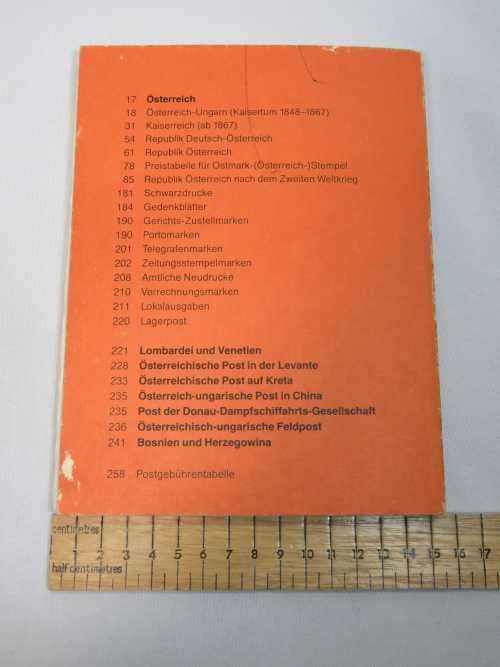 17 Österreich
18 Österreich-Ungarn (Kaisertum 1848–1867)
31 Kaiserreich (ab 1867)
54 Republik Deutsch-Österreich
61 Republik Österreich
78 Preistabelle für Ostmark-(Österreich-)Stempel
85 Republik Österreich nach dem Zweiten Weltkrieg
181 Schwarzdrucke
184 Gedenkblätter
190 Gerichts-Zustellmarken
190 Portomarken
201 Telegrafenmarken
202 Zeitungsstempelmarken
208 Amtliche Neudrucke
210 Verrechnungsmarken
211 Lokalausgaben
220 Lagerpost
221 Lombardei und Venetien
228 Österreichische Post in der Levante
233 Österreichische Post auf Kreta
235 Österreich-ungarische Post in China
235 Post der Donau-Dampfschiffahrts-Gesellschaft
236 Österreichisch-ungarische Feldpost
241 Bosnien und Herzegowina
258 Postgebührentabelle
centimetres
1 2 3 4 5 6 7 8 9 10 11 12 13 14 15 16 17
half centimetres